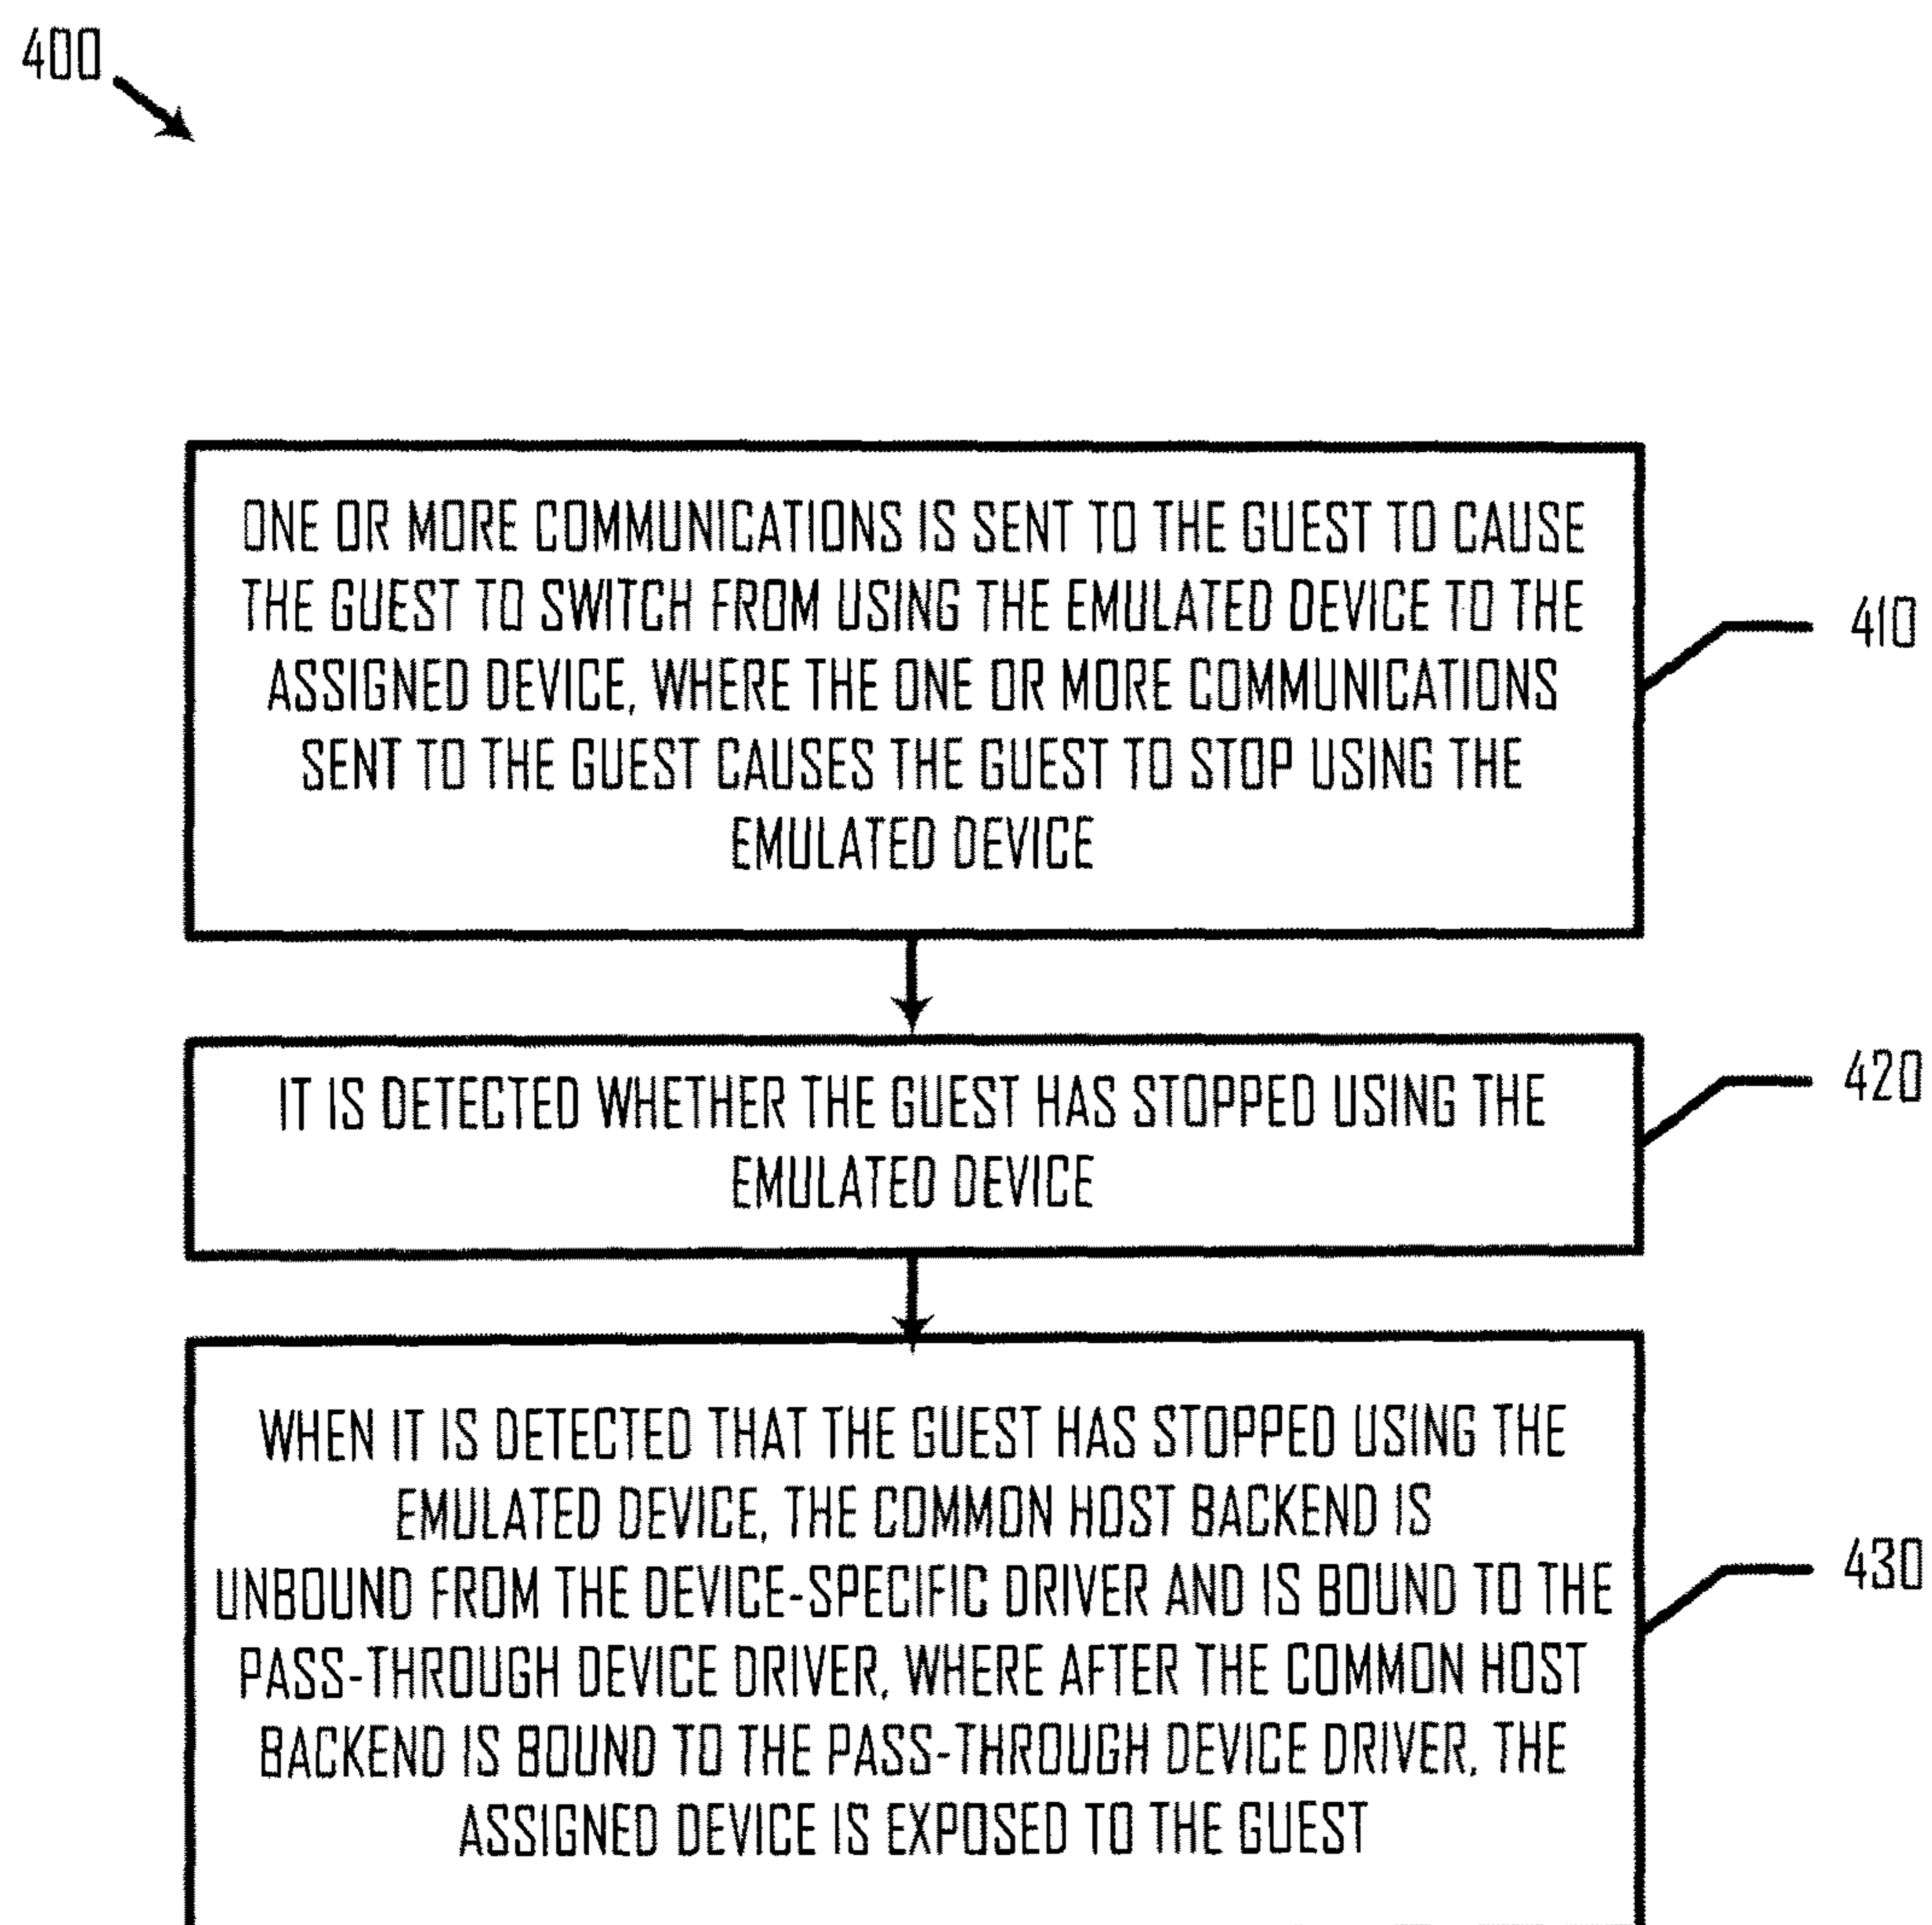 400
ONE OR MORE COMMUNICATIONS IS SENT TO THE GUEST TO CAUSE
THE GUEST TO SWITCH FROM USING THE EMULATED DEVICE TO THE
ASSIGNED DEVICE, WHERE THE ONE OR MORE COMMUNICATIONS
SENT TO THE GUEST CAUSES THE GUEST TO STOP USING THE
EMULATED DEVICE
410
IT IS DETECTED WHETHER THE GUEST HAS STOPPED USING THE
EMULATED DEVICE
420
WHEN IT IS DETECTED THAT THE GUEST HAS STOPPED USING THE
EMULATED DEVICE, THE COMMON HOST BACKEND IS
UNBOUND FROM THE DEVICE-SPECIFIC DRIVER AND IS BOUND TO THE
PASS-THROUGH DEVICE DRIVER, WHERE AFTER THE COMMON HOST
BACKEND IS BOUND TO THE PASS-THROUGH DEVICE DRIVER, THE
ASSIGNED DEVICE IS EXPOSED TO THE GUEST
430